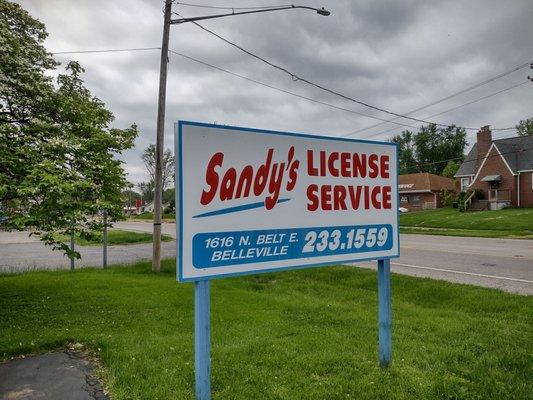 Sandy's LICENSE
SERVICE
1616 N. BELT E. 233.1559
BELLEVILLE